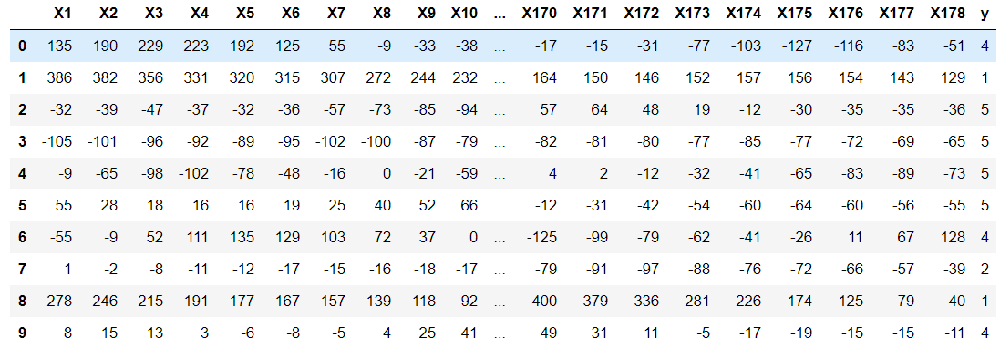 X1 X2 X3 X4 X5 X6 X7 X8 X9 X10 ... X170 X171 X172 X173 X174 X175 X176 X177 X178 y
0 135 190 229 223 192 125 55 -9 -33 -38 ... -17 -15 -31 -77 -103 -127 -116 -83 -51 4
1 386 382 356 331 320 315 307 272 244 232 ... 164 150 146 152 157 156 154 143 129 1
2 -32 -39 -47 -37 -32 -36 -57 -73 -85 -94 ... 57 64 48 19 -12 -30 -35 -35 -36 5
3 -105 -101 -96 -92 -89 -95 -102 -100 -87 -79 ... -82 -81 -80 -77 -85 -77 -72 -69 -65 5
4 -9 -65 -98 -102 -78 -48 -16 0 -21 -59 ... 4 2 -12 -32 -41 -65 -83 -89 -73 5
5 55 28 18 16 16 19 25 40 52 66 ... -12 -31 -42 -54 -60 -64 -60 -56 -55 5
6 -55 -9 52 111 135 129 103 72 37 0 ... -125 -99 -79 -62 -41 -26 11 67 128 4
7 1 -2 -8 -11 -12 -17 -15 -16 -18 -17 ... -79 -91 -97 -88 -76 -72 -66 -57 -39 2
8 -278 -246 -215 -191 -177 -167 -157 -139 -118 -92 ... -400 -379 -336 -281 -226 -174 -125 -79 -40 1
9 8 15 13 3 -6 -8 -5 4 25 41 ... 49 31 11 -5 -17 -19 -15 -15 -11 4